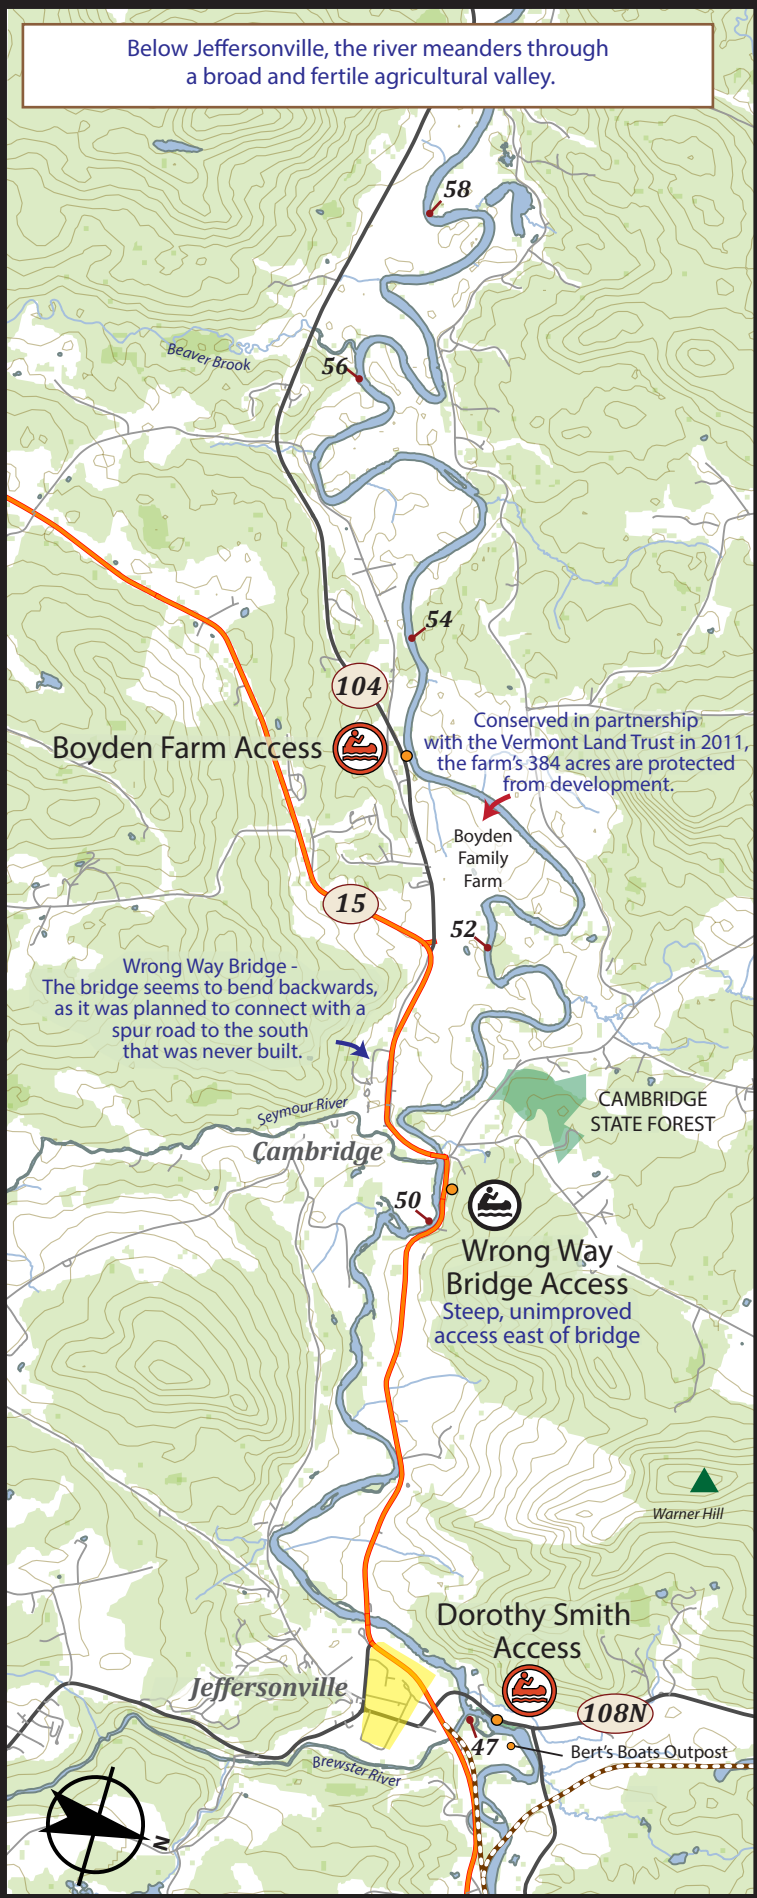 Below Jeffersonville, the river meanders through
a broad and fertile agricultural valley.
58
Beaver Brook
56
54
104
Boyden Farm Access
Conserved in partnership
with the Vermont Land Trust in 2011,
the farm's 384 acres are protected
from development.
Boyden
Family
Farm
15
52
Wrong Way Bridge -
The bridge seems to bend backwards,
as it was planned to connect with a
spur road to the south
that was never built.
CAMBRIDGE
STATE FOREST
Seymour River
Cambridge
50
Wrong Way
Bridge Access
Steep, unimproved
access east of bridge
Warner Hill
Dorothy Smith
Access
Jeffersonville
108N
47
Bert's Boats Outpost
Brewster River
N